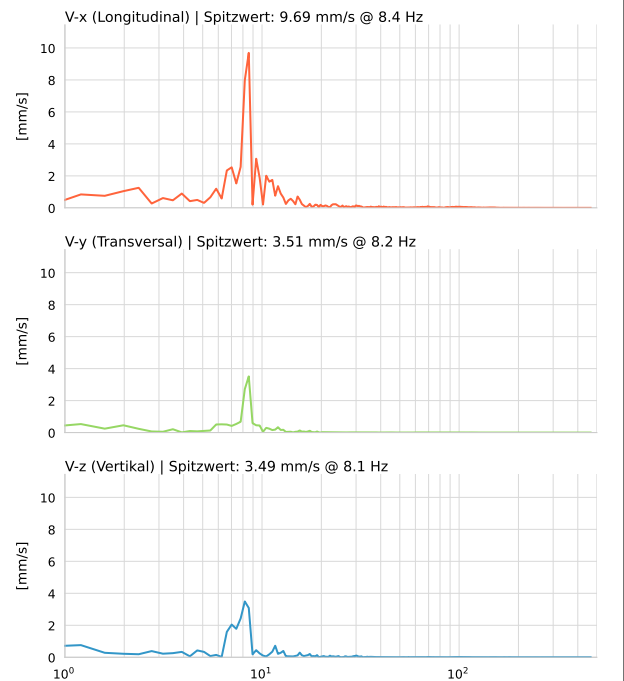 V-x (Longitudinal) | Spitzwert: 9.69 mm/s @ 8.4 Hz
10
8
6
4
2
0
[mm/s]
V-y (Transversal) | Spitzwert: 3.51 mm/s @ 8.2 Hz
10
8
6
4
2
0
[mm/s]
V-z (Vertikal) | Spitzwert: 3.49 mm/s @ 8.1 Hz
10
8
6
4
2
0
[mm/s]
10⁰ 10¹ 10²